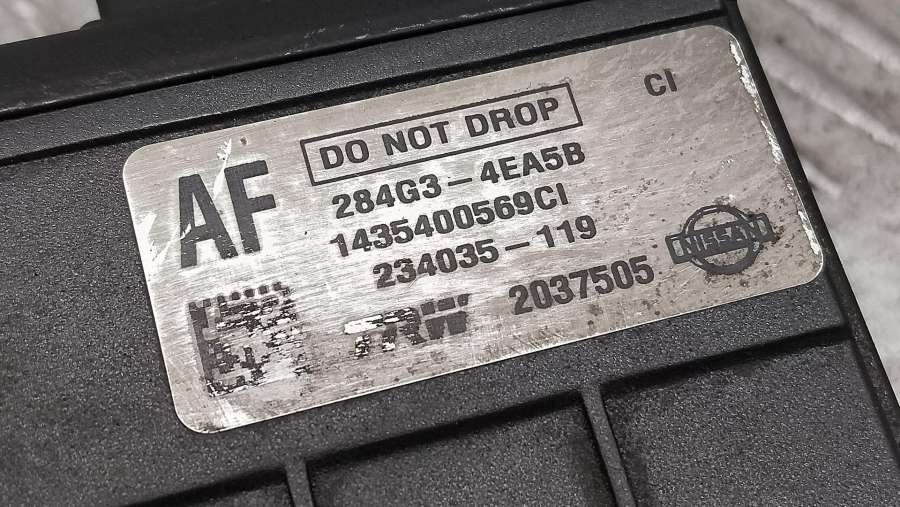 CI
DO NOT DROP
AF
284G3-4EA5B
1435400569CI
234035-119
TRW
2037505
NISSAN